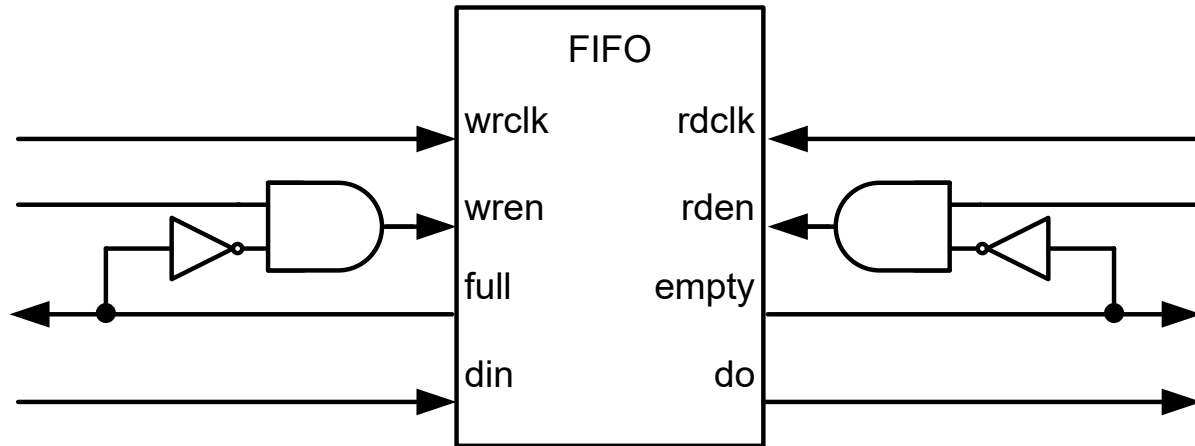 FIFO
wrclk
rdclk
wren
rden
full
empty
din
do